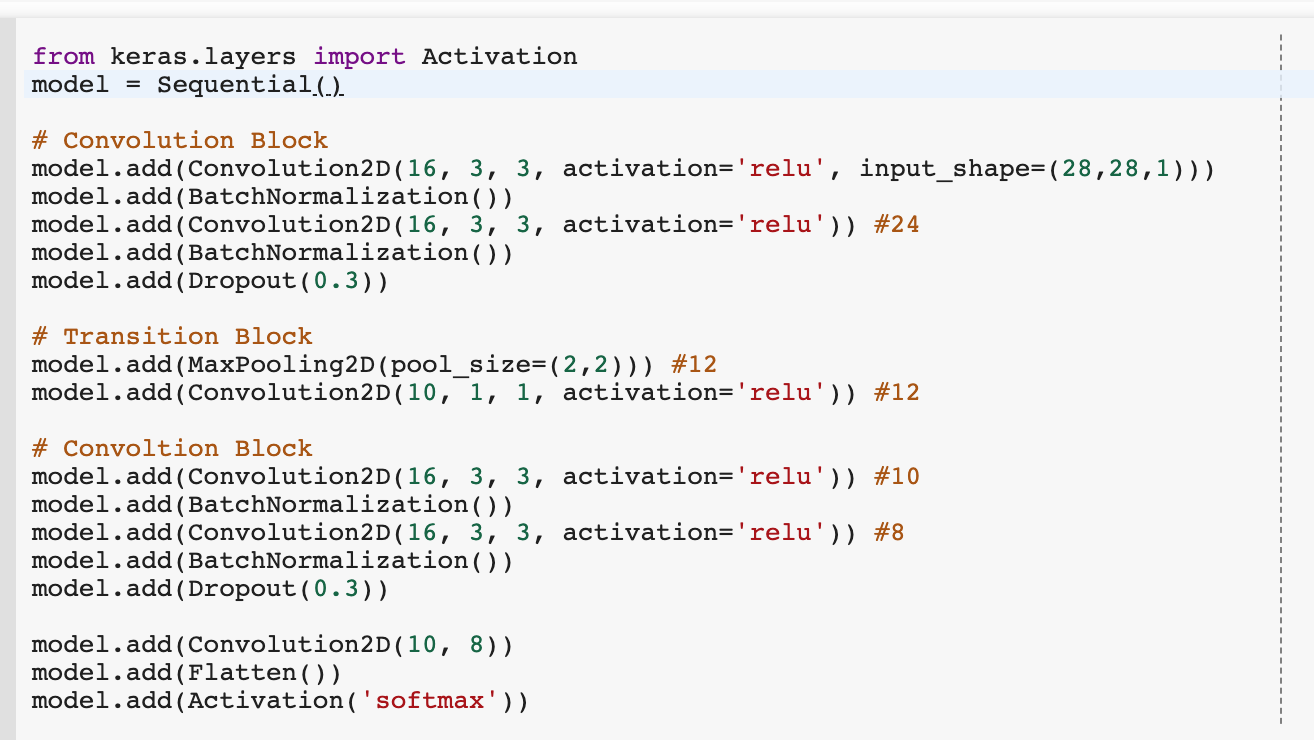 from keras.layers import Activation
model = Sequential()
# Convolution Block
model.add(Convolution2D(16, 3, 3, activation='relu', input_shape=(28,28,1)))
model.add(BatchNormalization())
model.add(Convolution2D(16, 3, 3, activation='relu')) #24
model.add(BatchNormalization())
model.add(Dropout(0.3))
# Transition Block
model.add(MaxPooling2D(pool_size=(2,2))) #12
model.add(Convolution2D(10, 1, 1, activation='relu')) #12
# Convoltion Block
model.add(Convolution2D(16, 3, 3, activation='relu')) #10
model.add(BatchNormalization())
model.add(Convolution2D(16, 3, 3, activation='relu')) #8
model.add(BatchNormalization())
model.add(Dropout(0.3))
model.add(Convolution2D(10, 8))
model.add(Flatten())
model.add(Activation('softmax'))